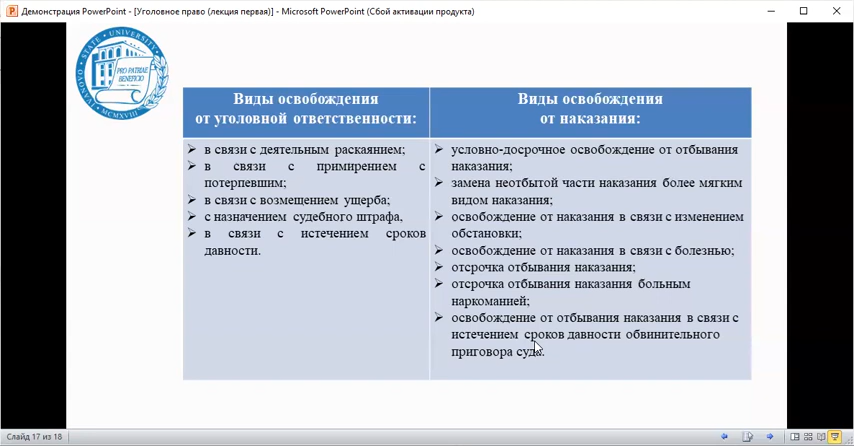 Демонстрация PowerPoint - [Уголовное право (лекция первая)] - Microsoft PowerPoint (Сбой активации продукта)
IVANOVO STATE UNIVERSITY
PRO PATRIAE
BENEFICIO
MCMXVIII
Виды освобождения
от уголовной ответственности:
в связи с деятельным раскаянием;
в связи с примирением с
потерпевшим;
в связи с возмещением ущерба;
с назначением судебного штрафа,
в связи с истечением сроков
давности.
Виды освобождения
от наказания:
условно-досрочное освобождение от отбывания
наказания;
замена неотбытой части наказания более мягким
видом наказания;
освобождение от наказания в связи с изменением
обстановки;
освобождение от наказания в связи с болезнью;
отсрочка отбывания наказания;
отсрочка отбывания наказания больным
наркоманией;
освобождение от отбывания наказания в связи с
истечением сроков давности обвинительного
приговора суда.
Слайд 17 из 18